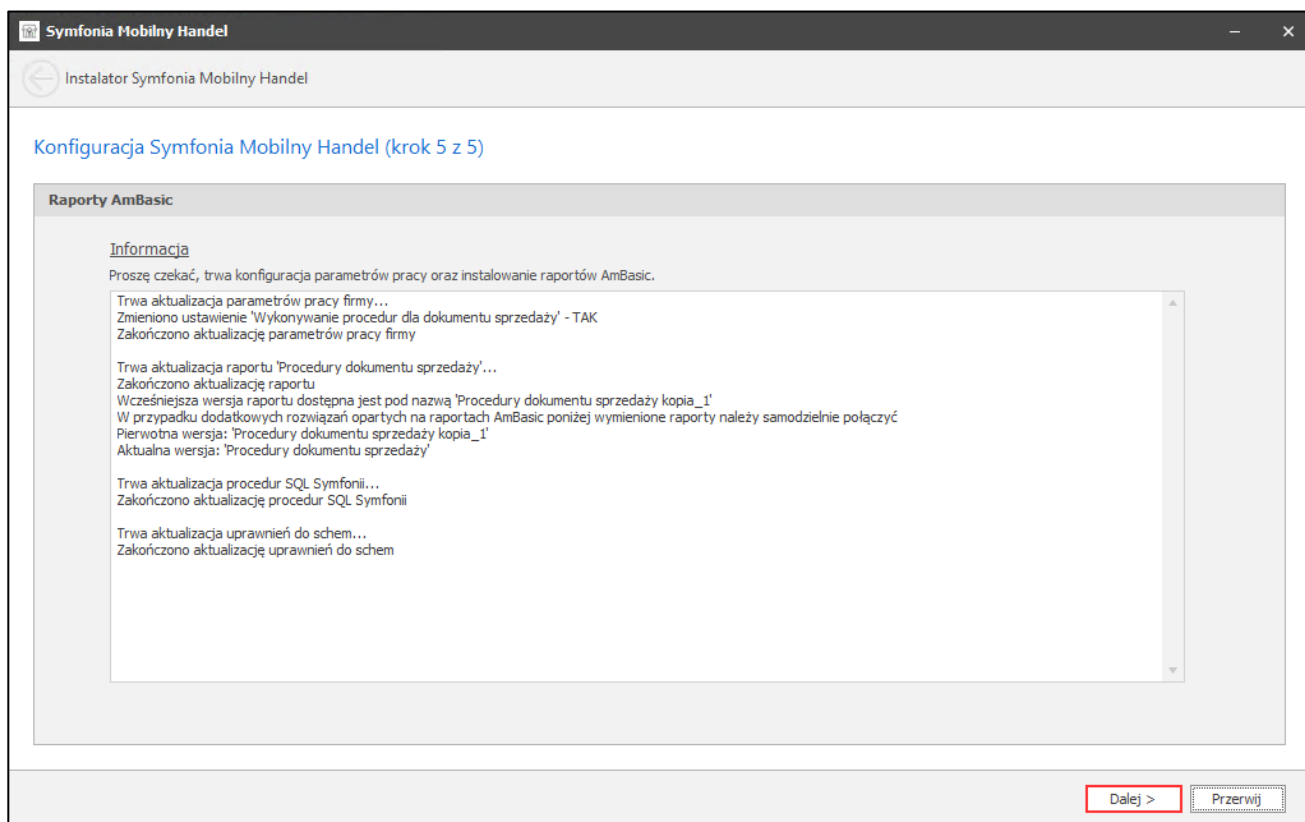 Symfonia Mobilny Handel
Instalator Symfonia Mobilny Handel
Konfiguracja Symfonia Mobilny Handel (krok 5 z 5)
Raporty AmBasic
Informacja
Proszę czekać, trwa konfiguracja parametrów pracy oraz instalowanie raportów AmBasic.
Trwa aktualizacja parametrów pracy firmy...
Zmieniono ustawienie 'Wykonywanie procedur dla dokumentu sprzedaży' - TAK
Zakończono aktualizację parametrów pracy firmy
Trwa aktualizacja raportu 'Procedury dokumentu sprzedaży'...
Zakończono aktualizację raportu
Wcześniejsza wersja raportu dostępna jest pod nazwą 'Procedury dokumentu sprzedaży kopia_1'
W przypadku dodatkowych rozwiązań opartych na raportach AmBasic poniżej wymienione raporty należy samodzielnie połączyć
Pierwotna wersja: 'Procedury dokumentu sprzedaży kopia_1'
Aktualna wersja: 'Procedury dokumentu sprzedaży'
Trwa aktualizacja procedur SQL Symfonii...
Zakończono aktualizację procedur SQL Symfonii
Trwa aktualizacja uprawnień do schem...
Zakończono aktualizację uprawnień do schem
Dalej > Przerwij